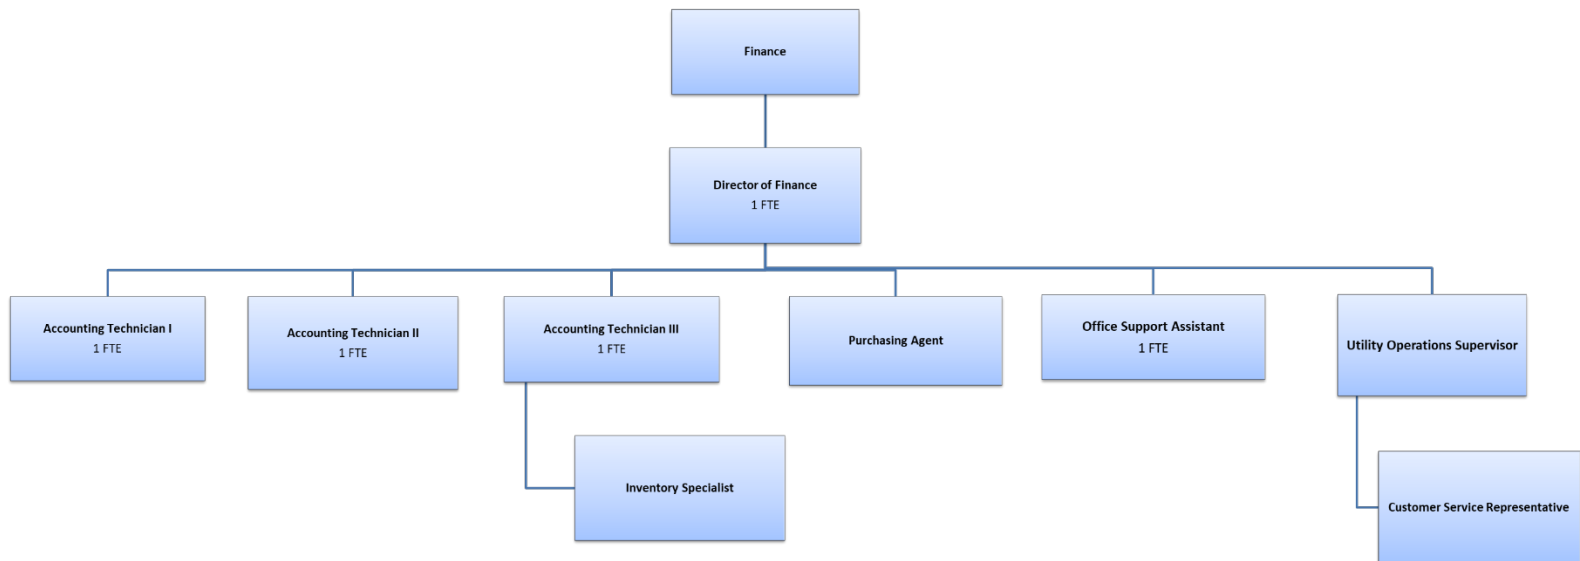 Finance
Director of Finance
1 FTE
Accounting Technician I
1 FTE
Accounting Technician II
1 FTE
Accounting Technician III
1 FTE
Purchasing Agent
Office Support Assistant
1 FTE
Utility Operations Supervisor
Inventory Specialist
Customer Service Representative